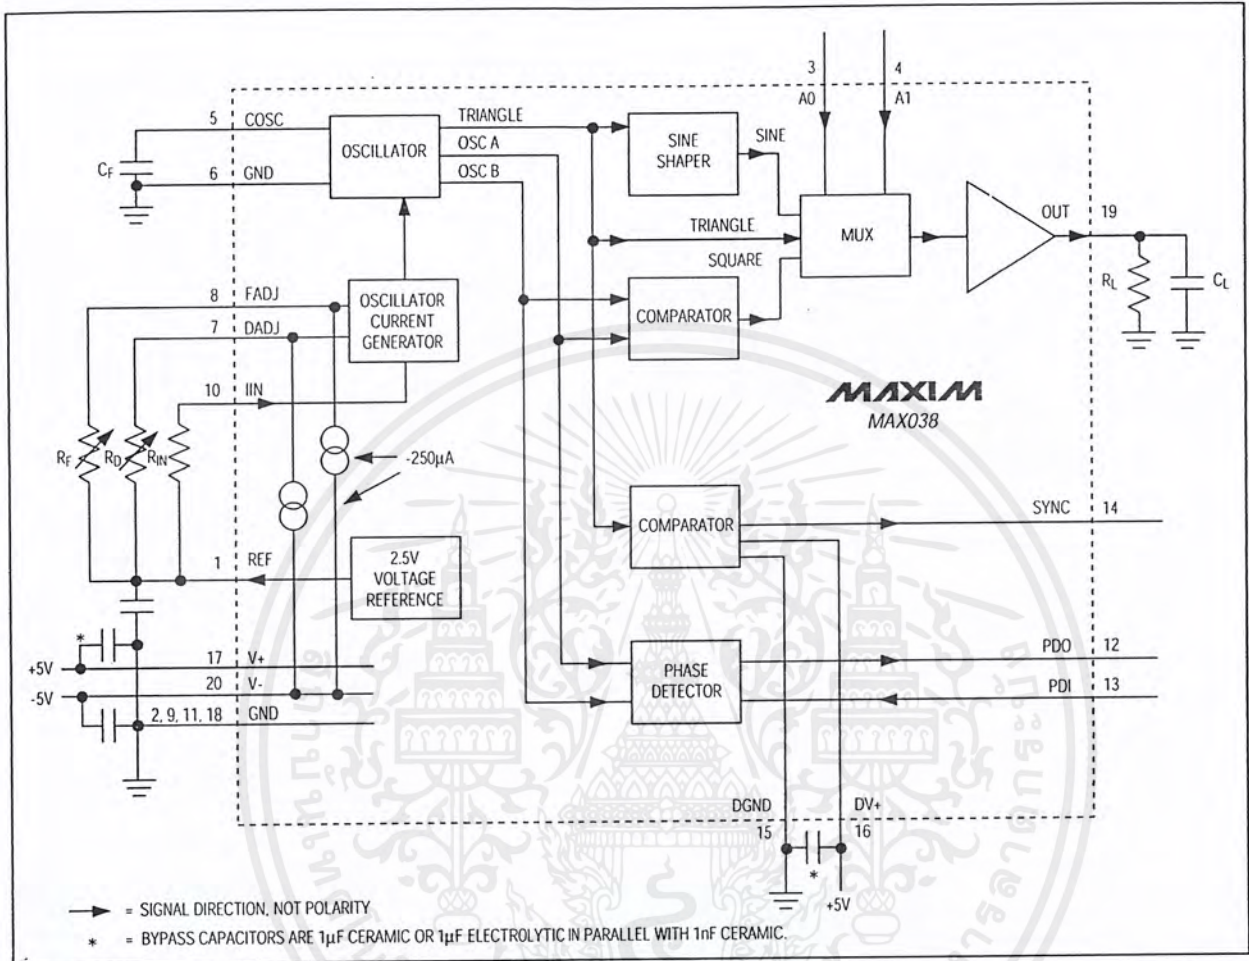 3
4
A0
A1
5
COSC
TRIANGLE
OSC A
OSC B
OSCILLATOR
SINE
SHAPER
SINE
CF
6
GND
TRIANGLE
SQUARE
MUX
OUT
19
RL
CL
8
FADJ
7
DADJ
OSCILLATOR
CURRENT
GENERATOR
COMPARATOR
10
IIN
MAXIM
MAX038
RF
RD
RIN
-250µA
COMPARATOR
SYNC
14
1
REF
2.5V
VOLTAGE
REFERENCE
*
+5V
17
V+
-5V
20
V-
2, 9, 11, 18
GND
PHASE
DETECTOR
PDO
12
PDI
13
DGND
DV+
15
16
*
+5V
= SIGNAL DIRECTION, NOT POLARITY
* = BYPASS CAPACITORS ARE 1µF CERAMIC OR 1µF ELECTROLYTIC IN PARALLEL WITH 1nF CERAMIC.